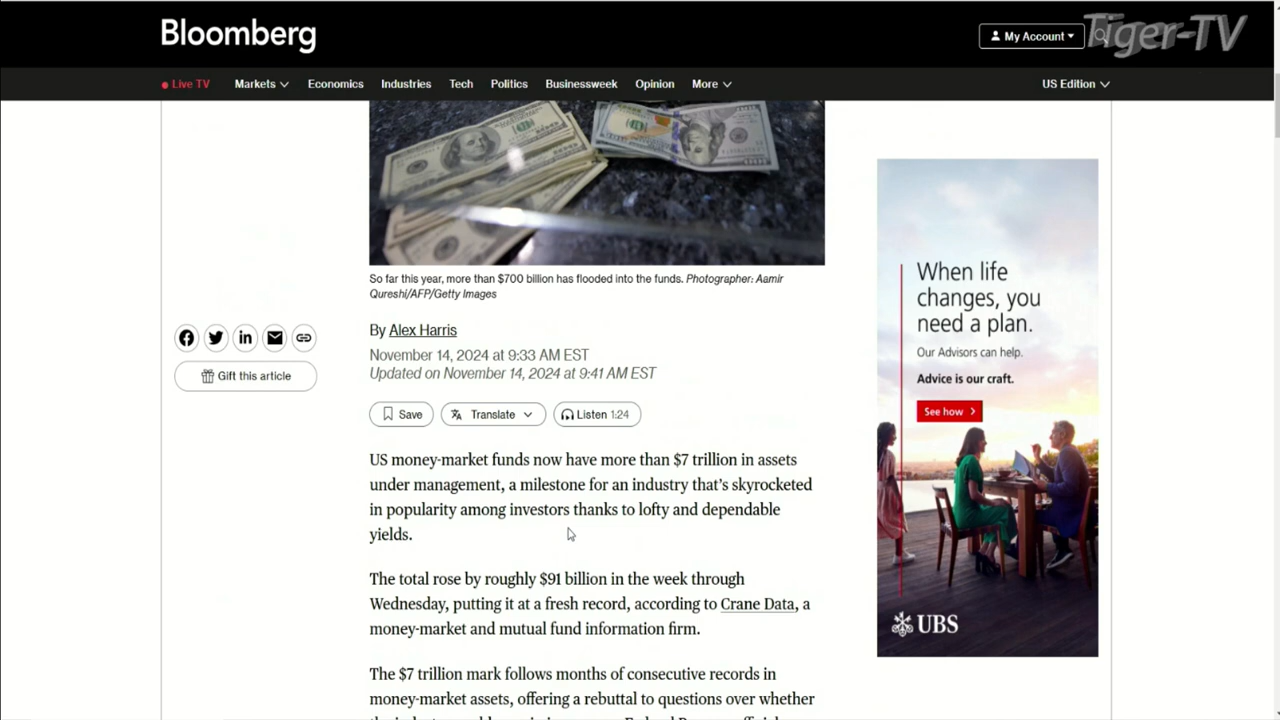 Bloomberg
My Account
Tiger-TV
Live TV
Markets
Economics
Industries
Tech
Politics
Businessweek
Opinion
More
US Edition
So far this year, more than $700 billion has flooded into the funds. Photographer: Aamir
Qureshi/AFP/Getty Images
By Alex Harris
November 14, 2024 at 9:33 AM EST
Updated on November 14, 2024 at 9:41 AM EST
Gift this article
Save
Translate
Listen 1:24
US money-market funds now have more than $7 trillion in assets
under management, a milestone for an industry that's skyrocketed
in popularity among investors thanks to lofty and dependable
yields.
The total rose by roughly $91 billion in the week through
Wednesday, putting it at a fresh record, according to Crane Data, a
money-market and mutual fund information firm.
The $7 trillion mark follows months of consecutive records in
money-market assets, offering a rebuttal to questions over whether
When life
changes, you
need a plan.
Our Advisors can help.
Advice is our craft.
See how
UBS